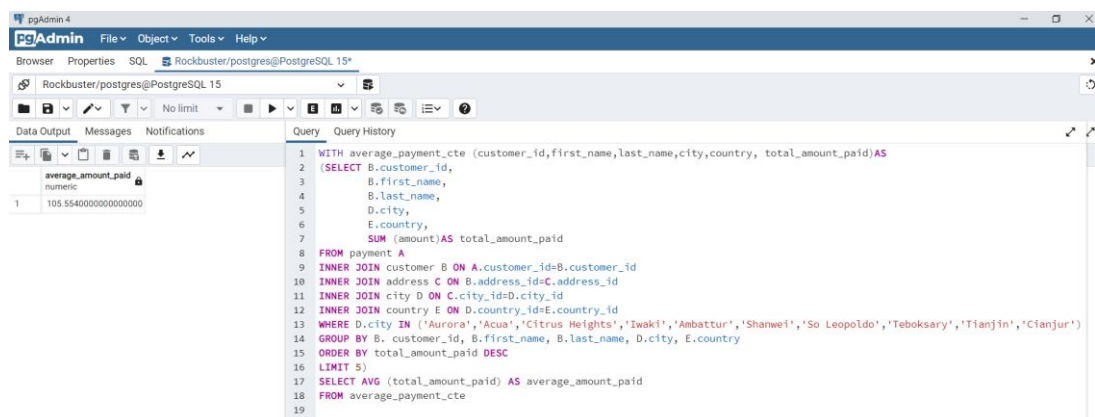 pgAdmin 4
pgAdmin File Object Tools Help
Browser Properties SQL Rockbuster/postgres@PostgreSQL 15*
Rockbuster/postgres@PostgreSQL 15
No limit
Data Output Messages Notifications
average_amount_paid
numeric
1 105.5540000000000000
Query Query History
1 WITH average_payment_cte (customer_id,first_name,last_name,city,country, total_amount_paid)AS
2 (SELECT B.customer_id,
3 B.first_name,
4 B.last_name,
5 D.city,
6 E.country,
7 SUM (amount)AS total_amount_paid
8 FROM payment A
9 INNER JOIN customer B ON A.customer_id=B.customer_id
10 INNER JOIN address C ON B.address_id=C.address_id
11 INNER JOIN city D ON C.city_id=D.city_id
12 INNER JOIN country E ON D.country_id=E.country_id
13 WHERE D.city IN ('Aurora','Acua','Citrus Heights','Iwaki','Ambattur','Shanwei','So Leopoldo','Teboksary','Tianjin','Cianjur')
14 GROUP BY B. customer_id, B.first_name, B.last_name, D.city, E.country
15 ORDER BY total_amount_paid DESC
16 LIMIT 5)
17 SELECT AVG (total_amount_paid) AS average_amount_paid
18 FROM average_payment_cte
19